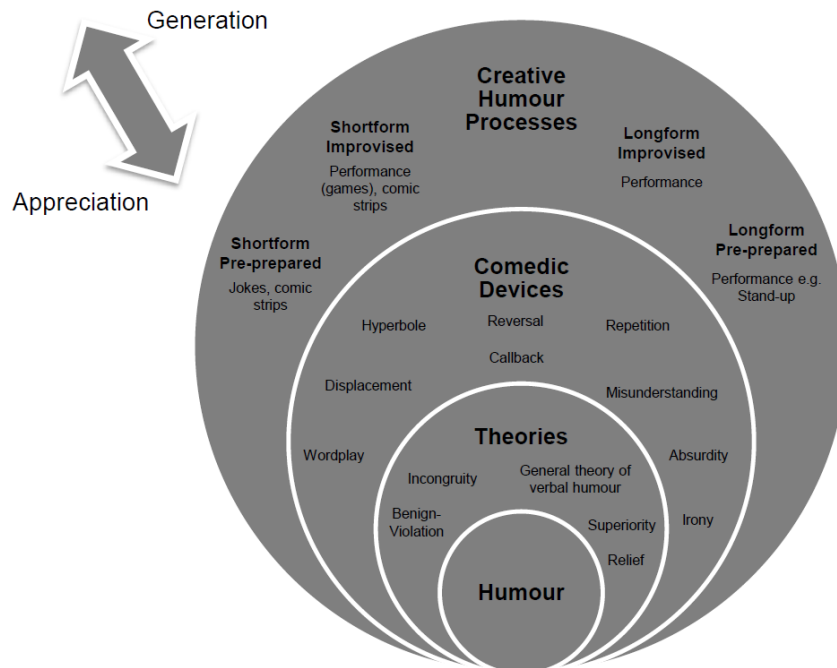 Generation
Appreciation
Creative
Humour
Processes
Shortform
Improvised
Performance
(games), comic
strips
Longform
Improvised
Performance
Shortform
Pre-prepared
Jokes, comic
strips
Longform
Pre-prepared
Performance e.g.
Stand-up
Comedic
Devices
Hyperbole
Reversal
Repetition
Callback
Displacement
Misunderstanding
Wordplay
Absurdity
Irony
Theories
Incongruity
General theory of
verbal humour
Benign-
Violation
Superiority
Relief
Humour